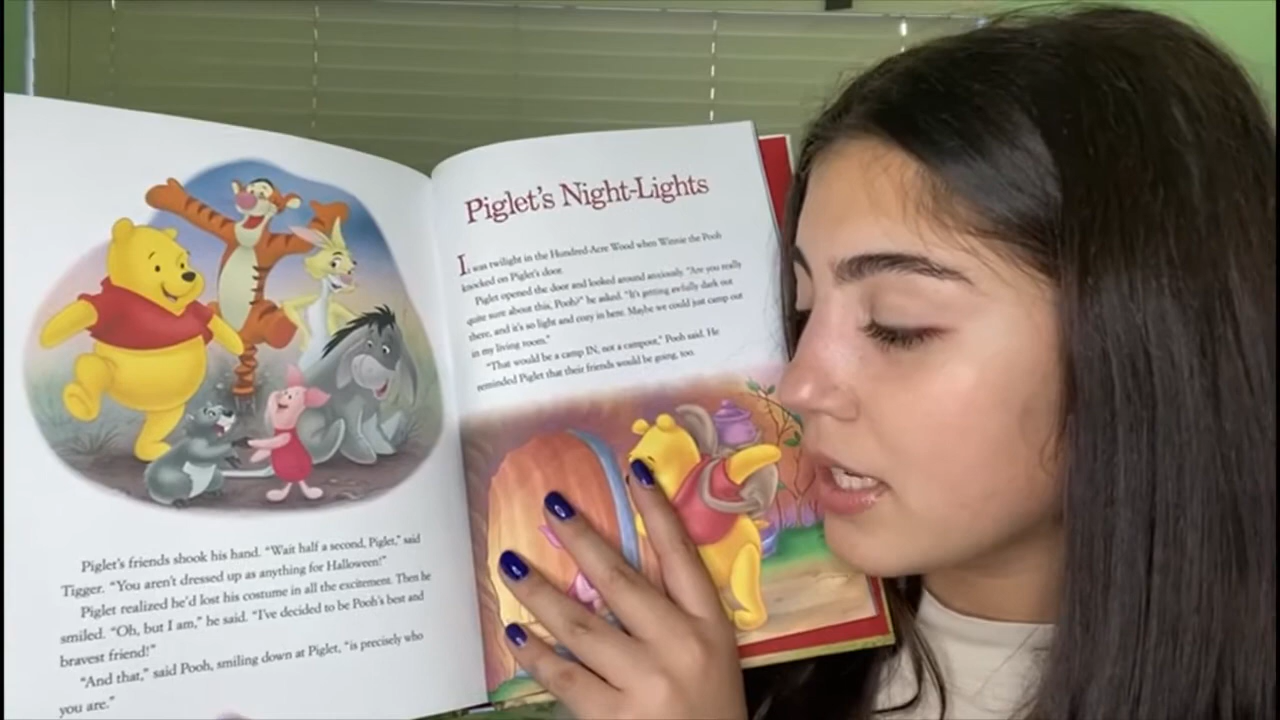 Piglet's friends shook his hand. "Wait half a second, Piglet," said
Tigger. "You aren't dressed up as anything for Halloween!"
Piglet realized he'd lost his costume in all the excitement. Then he
smiled. "Oh, but I am," he said. "I've decided to be Pooh's best and
bravest friend!"
"And that," said Pooh, smiling down at Piglet, "is precisely who
you are."
Piglet's Night-Lights
It was twilight in the Hundred-Acre Wood when Winnie the Pooh
knocked on Piglet's door.
Piglet opened the door and looked around anxiously. "Are you really
quite sure about this, Pooh?" he asked. "It's getting awfully dark out
there, and it's so light and cozy in here. Maybe we could just camp out
in my living room."
"That would be a camp IN, not a campout," Pooh said. He
reminded Piglet that their friends would be going, too.